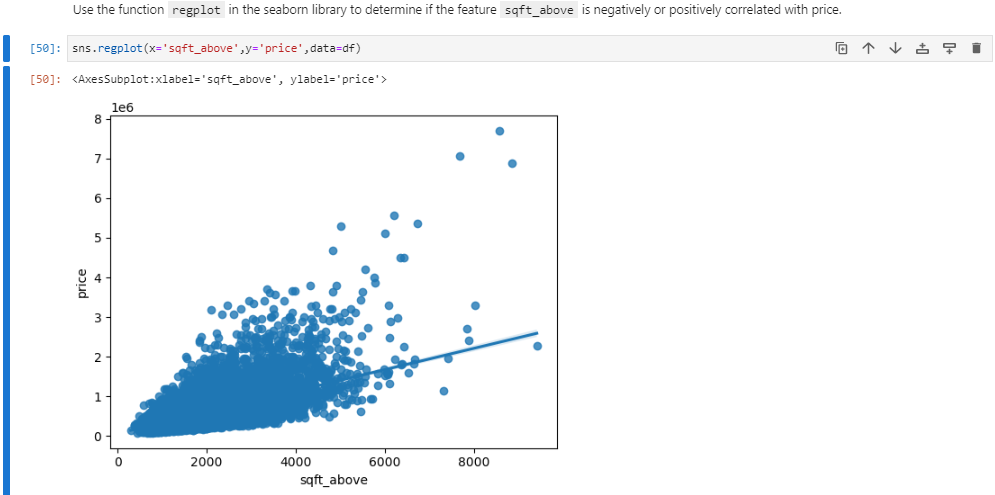 Use the function regplot in the seaborn library to determine if the feature sqft_above is negatively or positively correlated with price.
[50]: sns.regplot(x='sqft_above',y='price',data=df)
[50]: <AxesSubplot:xlabel='sqft_above', ylabel='price'>
1e6
8
7
6
5
4
3
2
1
0
price
0 2000 4000 6000 8000
sqft_above